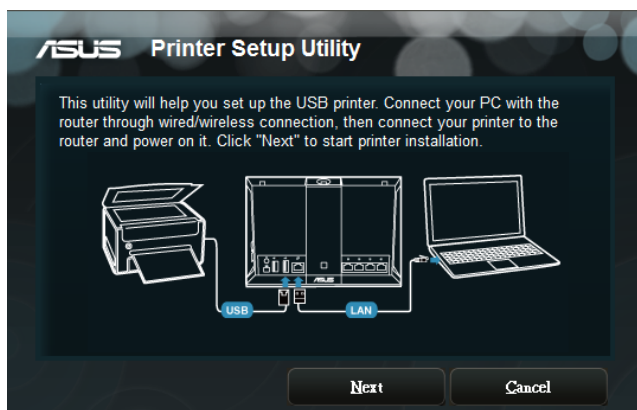 ASUS Printer Setup Utility
This utility will help you set up the USB printer. Connect your PC with the
router through wired/wireless connection, then connect your printer to the
router and power on it. Click "Next" to start printer installation.
ASUS
USB
LAN
Next
Cancel